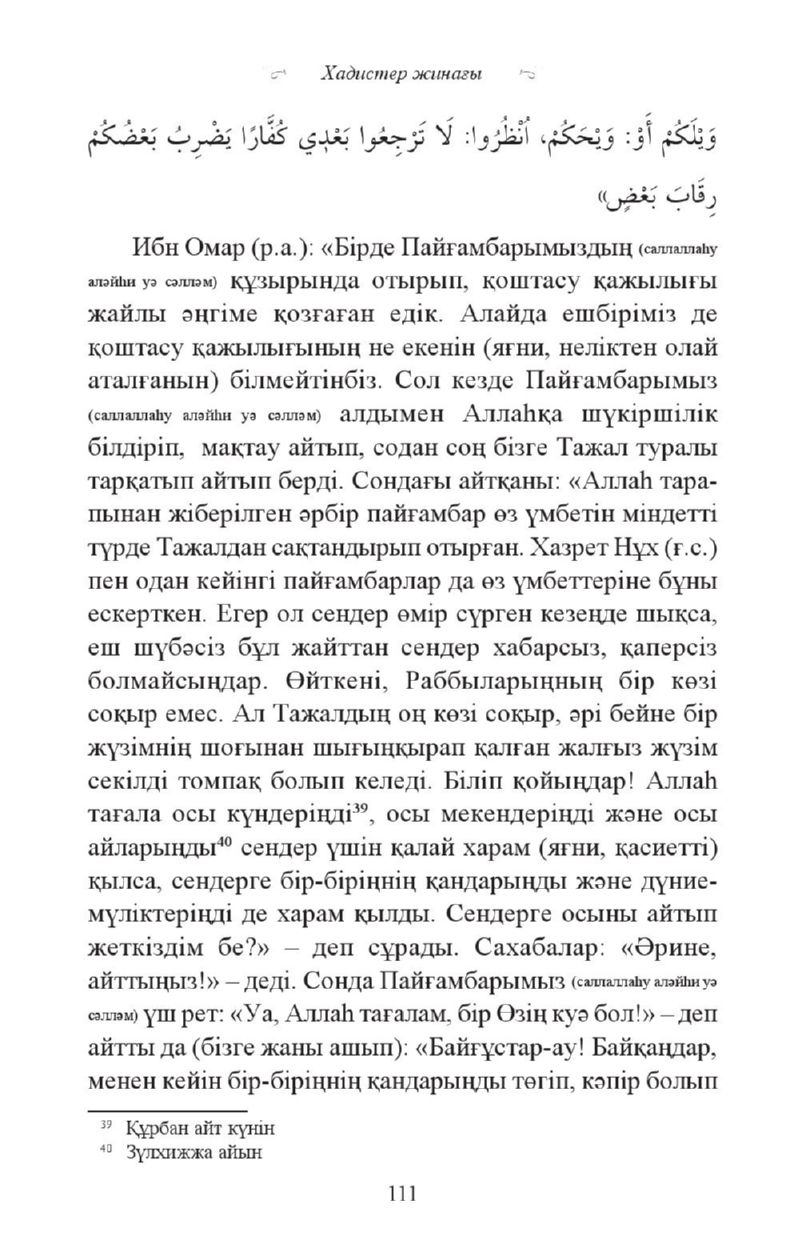 Хадистер жинағы
وَيْلَكُمْ أَوْ: وَيْحَكُمْ، اُنْظُرُوا: لَا تَرْجِعُوا بَعْدِي كُفَّارًا يَضْرِبُ بَعْضُكُمْ
رِقَابَ بَعْضٍ»
Ибн Омар (р.а.): «Бірде Пайғамбарымыздың (саллаллаһу
аләйһи уә сәлләм) құзырында отырып, қоштасу қажылығы
жайлы әңгіме қозғаған едік. Алайда ешбіріміз де
қоштасу қажылығының не екенін (яғни, неліктен олай
аталғанын) білмейтінбіз. Сол кезде Пайғамбарымыз
(саллаллаһу аләйһи уә сәлләм) алдымен Аллаһқа шүкіршілік
білдіріп, мақтау айтып, содан соң бізге Тажал туралы
тарқатып айтып берді. Сондағы айтқаны: «Аллаһ тара-
пынан жіберілген әрбір пайғамбар өз үмбетін міндетті
түрде Тажалдан сақтандырып отырған. Хазрет Нұх (ғ.с.)
пен одан кейінгі пайғамбарлар да өз үмбеттеріне бұны
ескерткен. Егер ол сендер өмір сүрген кезеңде шықса,
еш шүбәсіз бұл жайттан сендер хабарсыз, қаперсіз
болмайсыңдар. Өйткені, Раббыларыңның бір көзі
соқыр емес. Ал Тажалдың оң көзі соқыр, әрі бейне бір
жүзімнің шоғынан шығыңқырап қалған жалғыз жүзім
секілді томпақ болып келеді. Біліп қойыңдар! Аллаһ
тағала осы күндеріңді³⁹, осы мекендеріңді және осы
айларыңды⁴⁰ сендер үшін қалай харам (яғни, қасиетті)
қылса, сендерге бір-біріңнің қандарыңды және дүние-
мүліктеріңді де харам қылды. Сендерге осыны айтып
жеткіздім бе?» – деп сұрады. Сахабалар: «Әрине,
айттыңыз!» – деді. Сонда Пайғамбарымыз (саллаллаһу аләйһи уә
сәлләм) үш рет: «Уа, Аллаһ тағалам, бір Өзің куә бол!» – деп
айтты да (бізге жаны ашып): «Байғұстар-ау! Байқаңдар,
менен кейін бір-біріңнің қандарыңды төгіп, кәпір болып
³⁹ Құрбан айт күнін
⁴⁰ Зүлхижжа айын
111